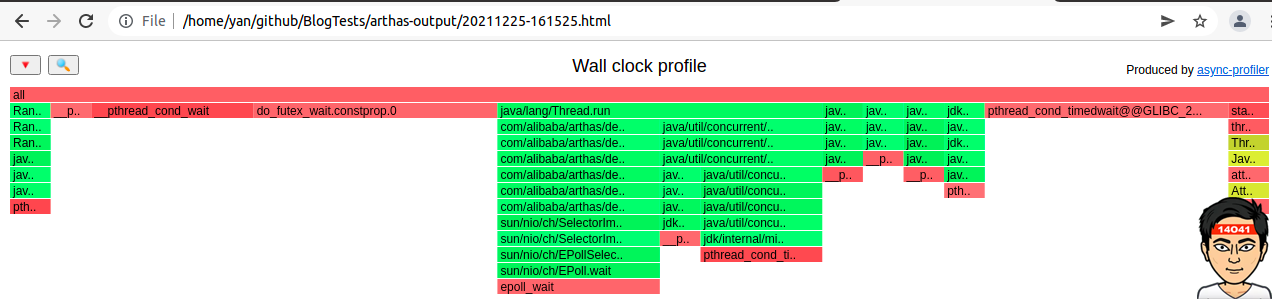 File /home/yan/github/BlogTests/arthas-output/20211225-161525.html
Wall clock profile
Produced by async-profiler
all
Ran.. __p.. __pthread_cond_wait do_futex_wait.constprop.0 java/lang/Thread.run jav.. jav.. jav.. jdk.. pthread_cond_timedwait@@GLIBC_2... sta..
Ran.. com/alibaba/arthas/de.. java/util/concurrent/.. jav.. jav.. jav.. jav.. thr..
Ran.. com/alibaba/arthas/de.. java/util/concurrent/.. jav.. jav.. jav.. jdk.. Thr..
jav.. com/alibaba/arthas/de.. java/util/concurrent/.. jav.. __p.. jav.. jav.. Jav..
jav.. com/alibaba/arthas/de.. jav.. java/util/concu.. __p.. __p.. jav.. att..
jav.. com/alibaba/arthas/de.. jav.. java/util/concu.. pth.. Att..
pth.. com/alibaba/arthas/de.. jav.. java/util/concu..
sun/nio/ch/SelectorIm.. jdk.. java/util/concu..
sun/nio/ch/SelectorIm.. __p.. jdk/internal/mi..
sun/nio/ch/EPollSelec.. pthread_cond_ti..
sun/nio/ch/EPoll.wait
epoll_wait
14041